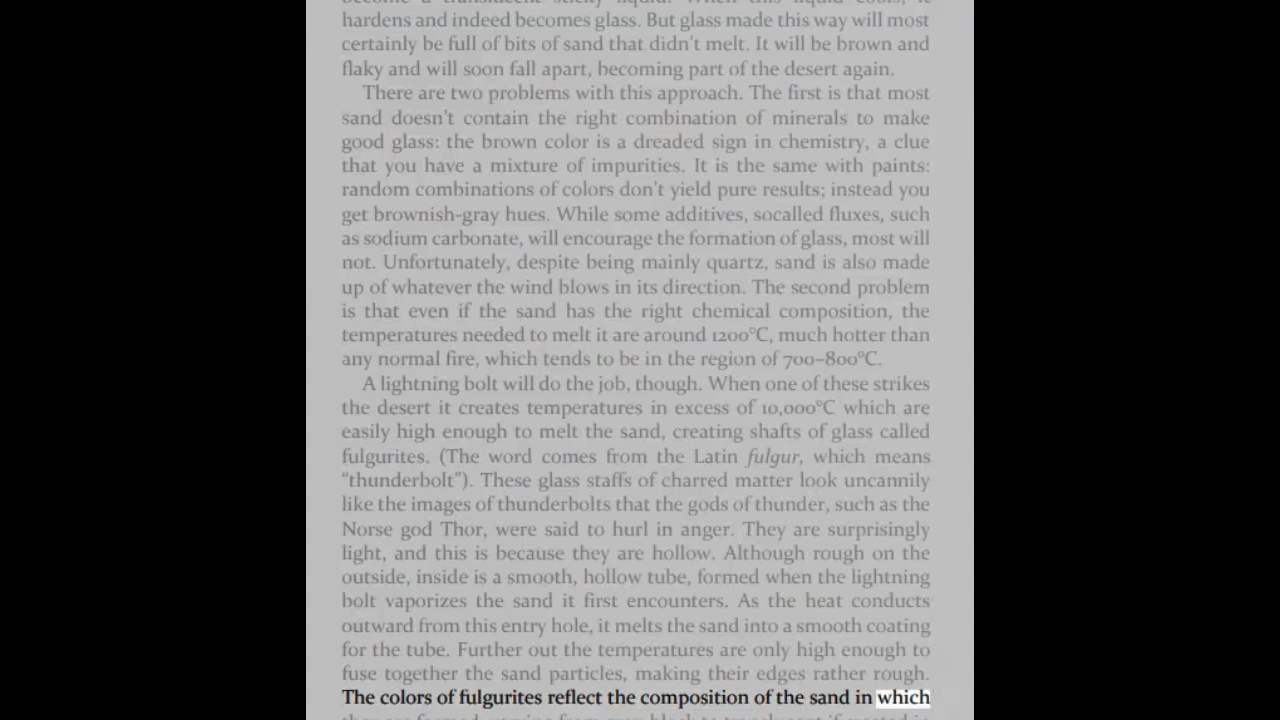 hardens and indeed becomes glass. But glass made this way will most
certainly be full of bits of sand that didn't melt. It will be brown and
flaky and will soon fall apart, becoming part of the desert again.
There are two problems with this approach. The first is that most
sand doesn't contain the right combination of minerals to make
good glass: the brown color is a dreaded sign in chemistry, a clue
that you have a mixture of impurities. It is the same with paints:
random combinations of colors don't yield pure results; instead you
get brownish-gray hues. While some additives, socalled fluxes, such
as sodium carbonate, will encourage the formation of glass, most will
not. Unfortunately, despite being mainly quartz, sand is also made
up of whatever the wind blows in its direction. The second problem
is that even if the sand has the right chemical composition, the
temperatures needed to melt it are around 1200°C, much hotter than
any normal fire, which tends to be in the region of 700–800°C.
A lightning bolt will do the job, though. When one of these strikes
the desert it creates temperatures in excess of 10,000°C which are
easily high enough to melt the sand, creating shafts of glass called
fulgurites. (The word comes from the Latin fulgur, which means
“thunderbolt”). These glass staffs of charred matter look uncannily
like the images of thunderbolts that the gods of thunder, such as the
Norse god Thor, were said to hurl in anger. They are surprisingly
light, and this is because they are hollow. Although rough on the
outside, inside is a smooth, hollow tube, formed when the lightning
bolt vaporizes the sand it first encounters. As the heat conducts
outward from this entry hole, it melts the sand into a smooth coating
for the tube. Further out the temperatures are only high enough to
fuse together the sand particles, making their edges rather rough.
The colors of fulgurites reflect the composition of the sand in which